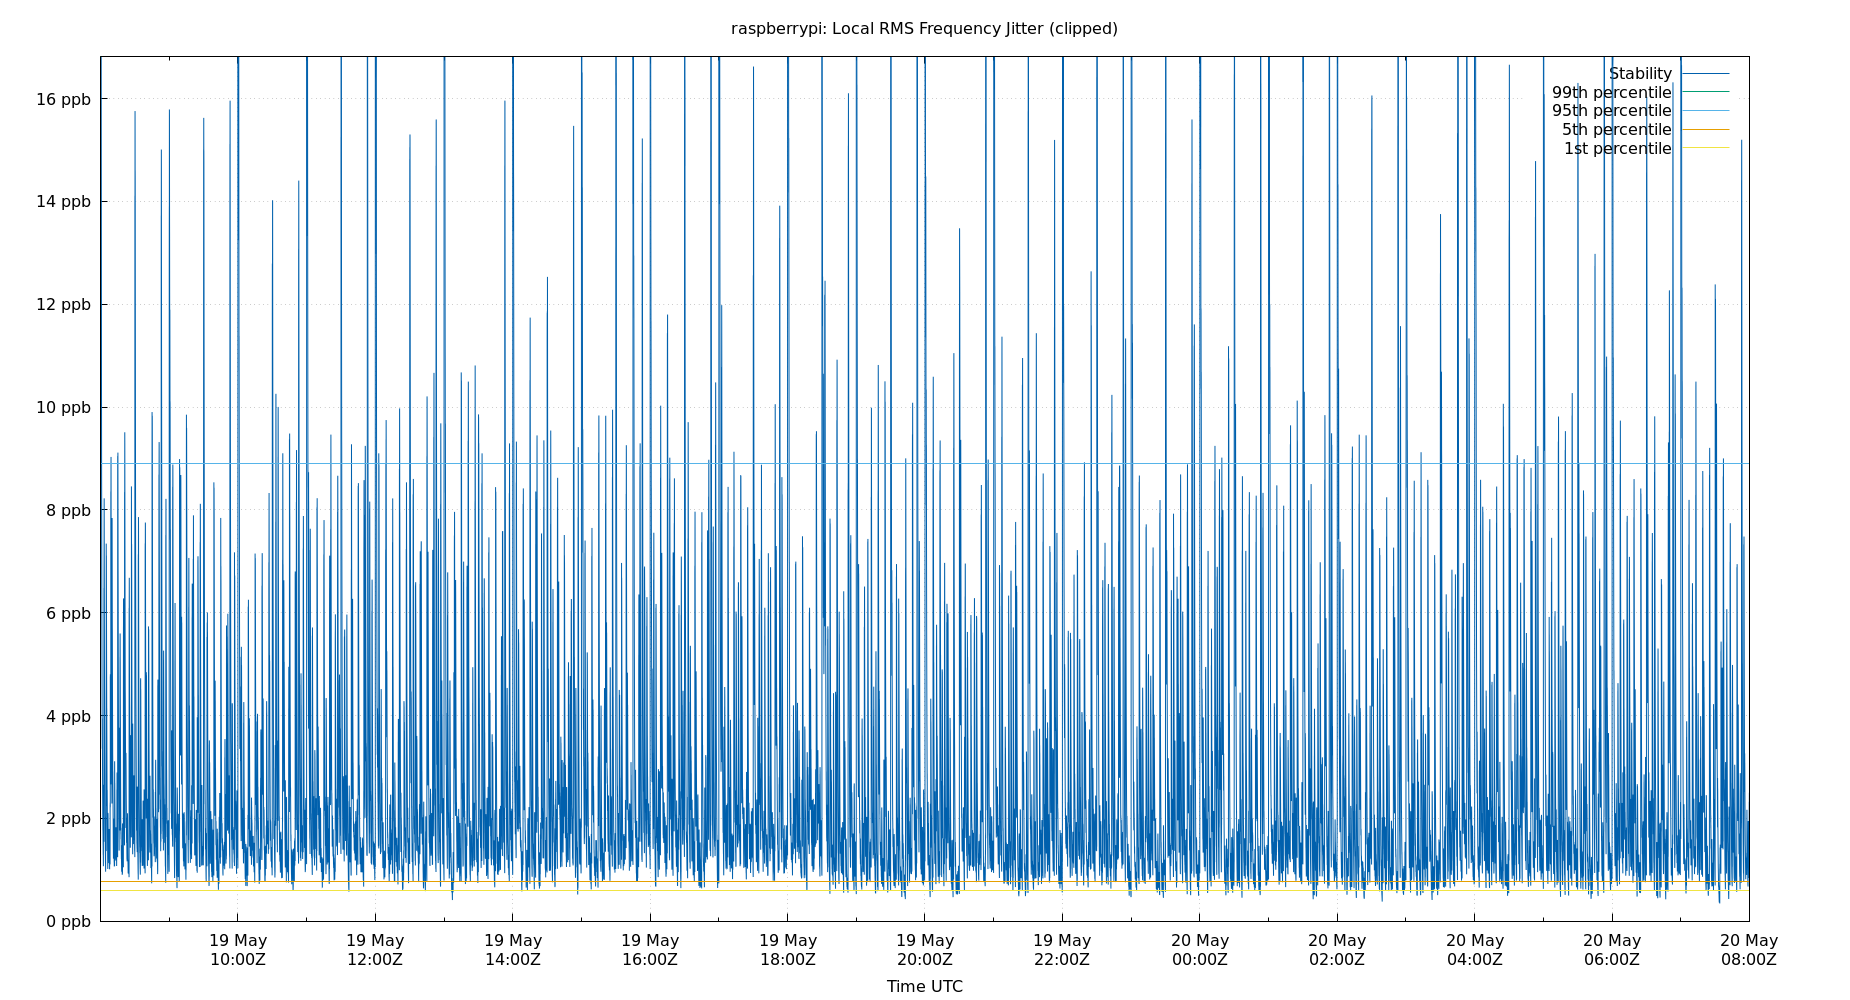 raspberrypi: Local RMS Frequency Jitter (clipped)
Stability
99th percentile
95th percentile
5th percentile
1st percentile
16 ppb
14 ppb
12 ppb
10 ppb
8 ppb
6 ppb
4 ppb
2 ppb
0 ppb
19 May 19 May 19 May 19 May 19 May 19 May 19 May 20 May 20 May 20 May 20 May 20 May
10:00Z 12:00Z 14:00Z 16:00Z 18:00Z 20:00Z 22:00Z 00:00Z 02:00Z 04:00Z 06:00Z 08:00Z
Time UTC